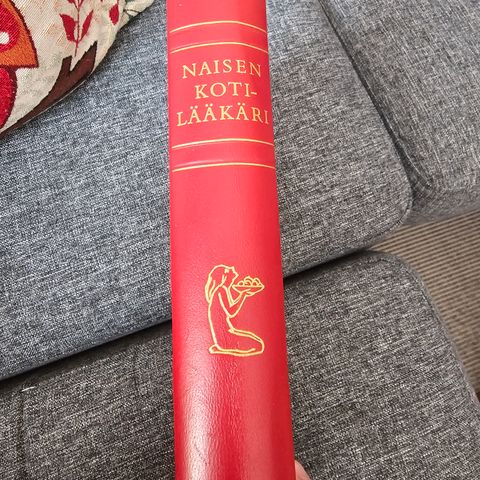 NAISEN
KOTI-
LÄÄKÄRI